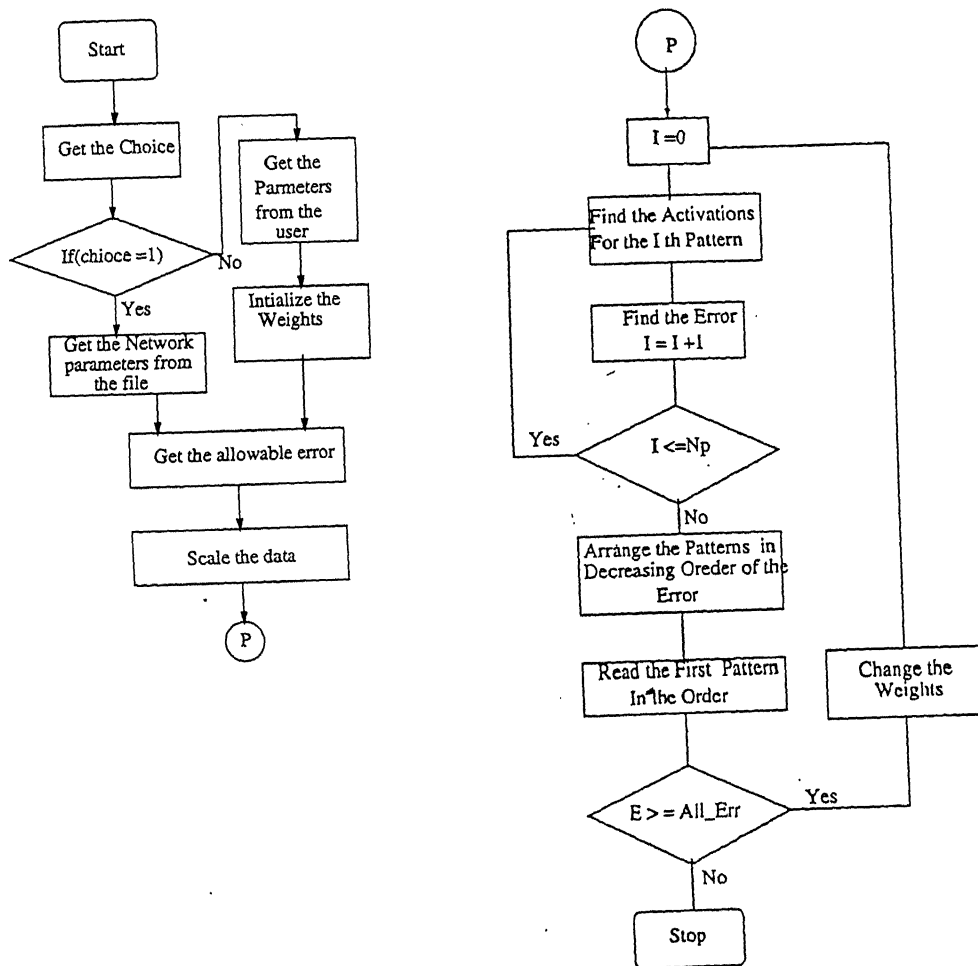 Start
Get the Choice
If(chioce =1)
No
Yes
Get the
Parmeters
from the
user
Intialize the
Weights
Get the Network
parameters from
the file
Get the allowable error
Scale the data
P
P
I =0
Find the Activations
For the I th Pattern
Find the Error
I = I +1
I <=Np
Yes
No
Arrange the Patterns in
Decreasing Oreder of the
Error
Read the First Pattern
In the Order
Change the
Weights
E > = All_Err
Yes
No
Stop